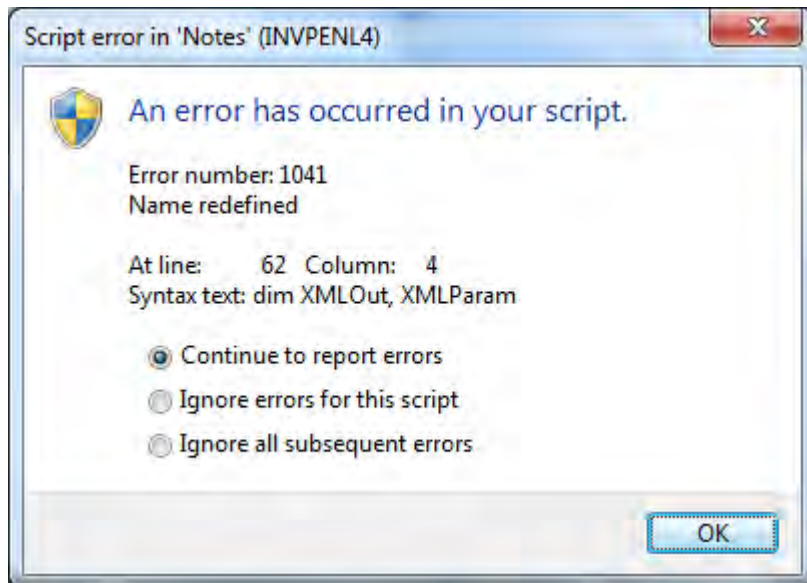 Script error in 'Notes' (INVPENL4)
An error has occurred in your script.
Error number: 1041
Name redefined
At line: 62 Column: 4
Syntax text: dim XMLOut, XMLParam
Continue to report errors
Ignore errors for this script
Ignore all subsequent errors
OK